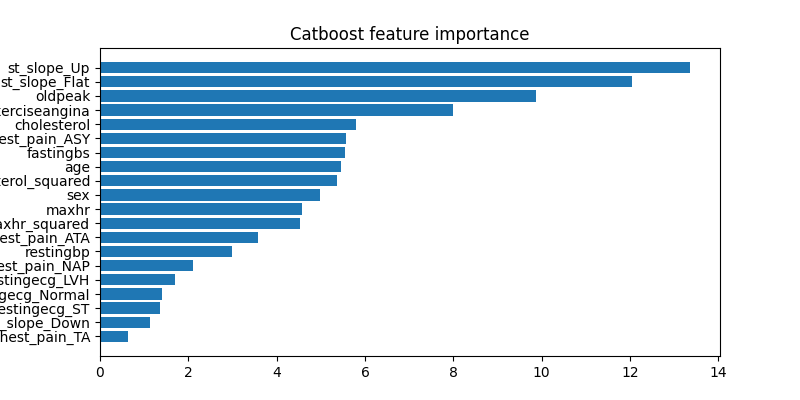 Catboost feature importance
st_slope_Up
st_slope_Flat
oldpeak
erciseangina
cholesterol
est_pain_ASY
fastingbs
age
erol_squared
sex
maxhr
axhr_squared
est_pain_ATA
restingbp
est_pain_NAP
stingecg_LVH
gecg_Normal
estingecg_ST
_slope_Down
hest_pain_TA
0 2 4 6 8 10 12 14